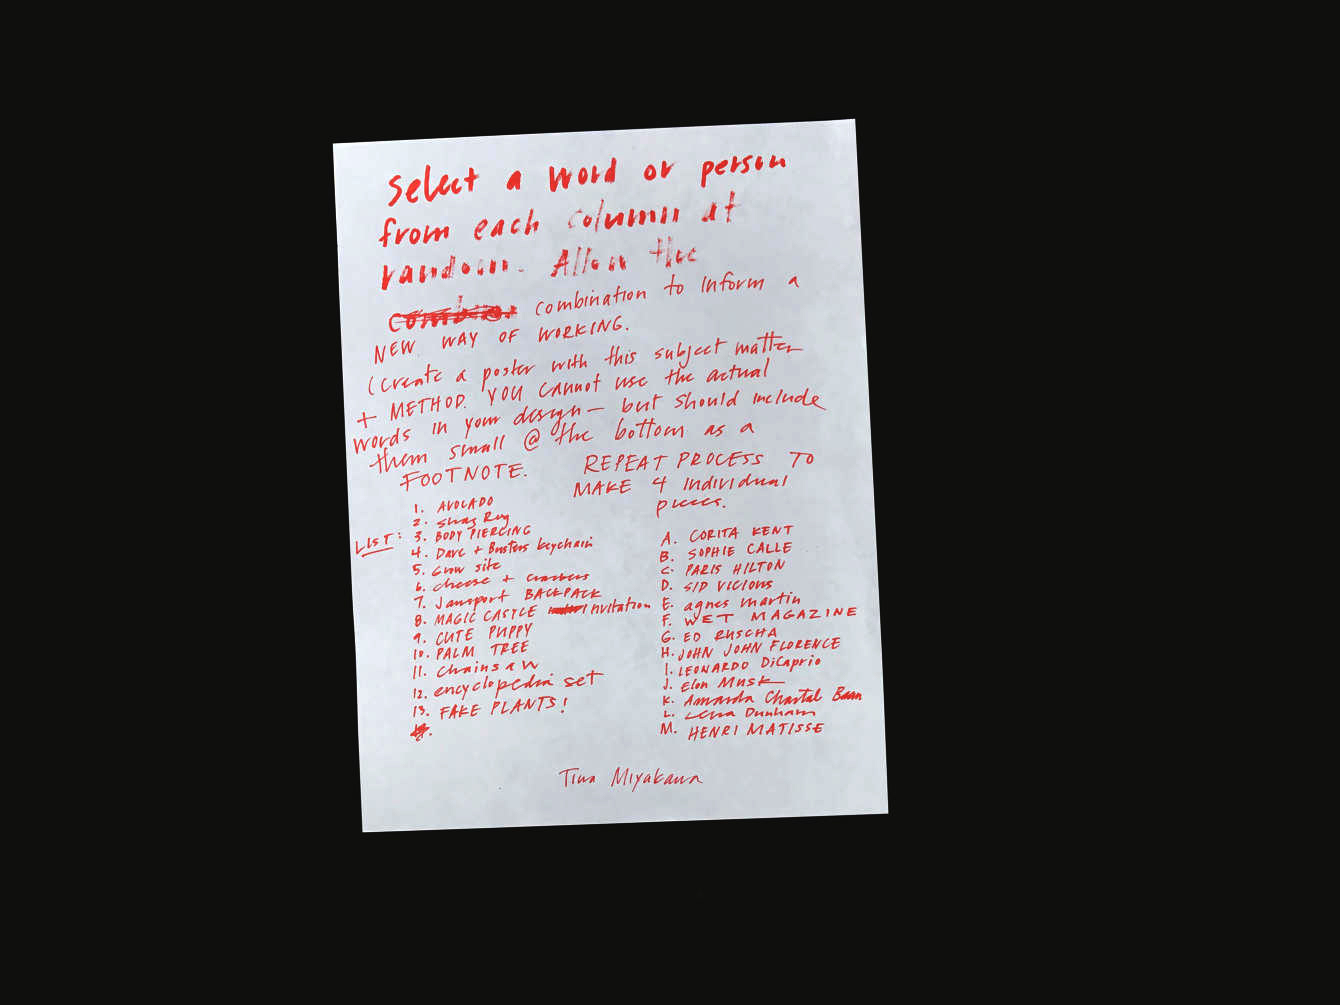 Select a word or person
from each column at
random. Allow the
combination to inform a
NEW WAY OF WORKING.
(create a poster with this subject matter
+ METHOD. YOU CANNOT use the actual
words in your design — but should include
them small @ the bottom as a
FOOTNOTE.
REPEAT PROCESS TO
MAKE 4 individual
pieces.
LIST:
1. AVOCADO
2. Shag Rug
3. BODY PIERCING
4. Dave + Busters keychain
5. Gnw site
6. cheese + crackers
7. Jansport BACKPACK
8. MAGIC CASTLE invitation
9. CUTE PUPPY
10. PALM TREE
11. chainsaw
12. encyclopedia set
13. FAKE PLANTS!
A. CORITA KENT
B. SOPHIE CALLE
C. PARIS HILTON
D. SID VICIOUS
E. agnes martin
F. WET MAGAZINE
G. ED RUSCHA
H. JOHN JOHN FLORENCE
I. LEONARDO DiCaprio
J. Elon Musk
K. Amanda Chantal Bacon
L. Lena Dunham
M. HENRI MATISSE
Tina Miyakawa